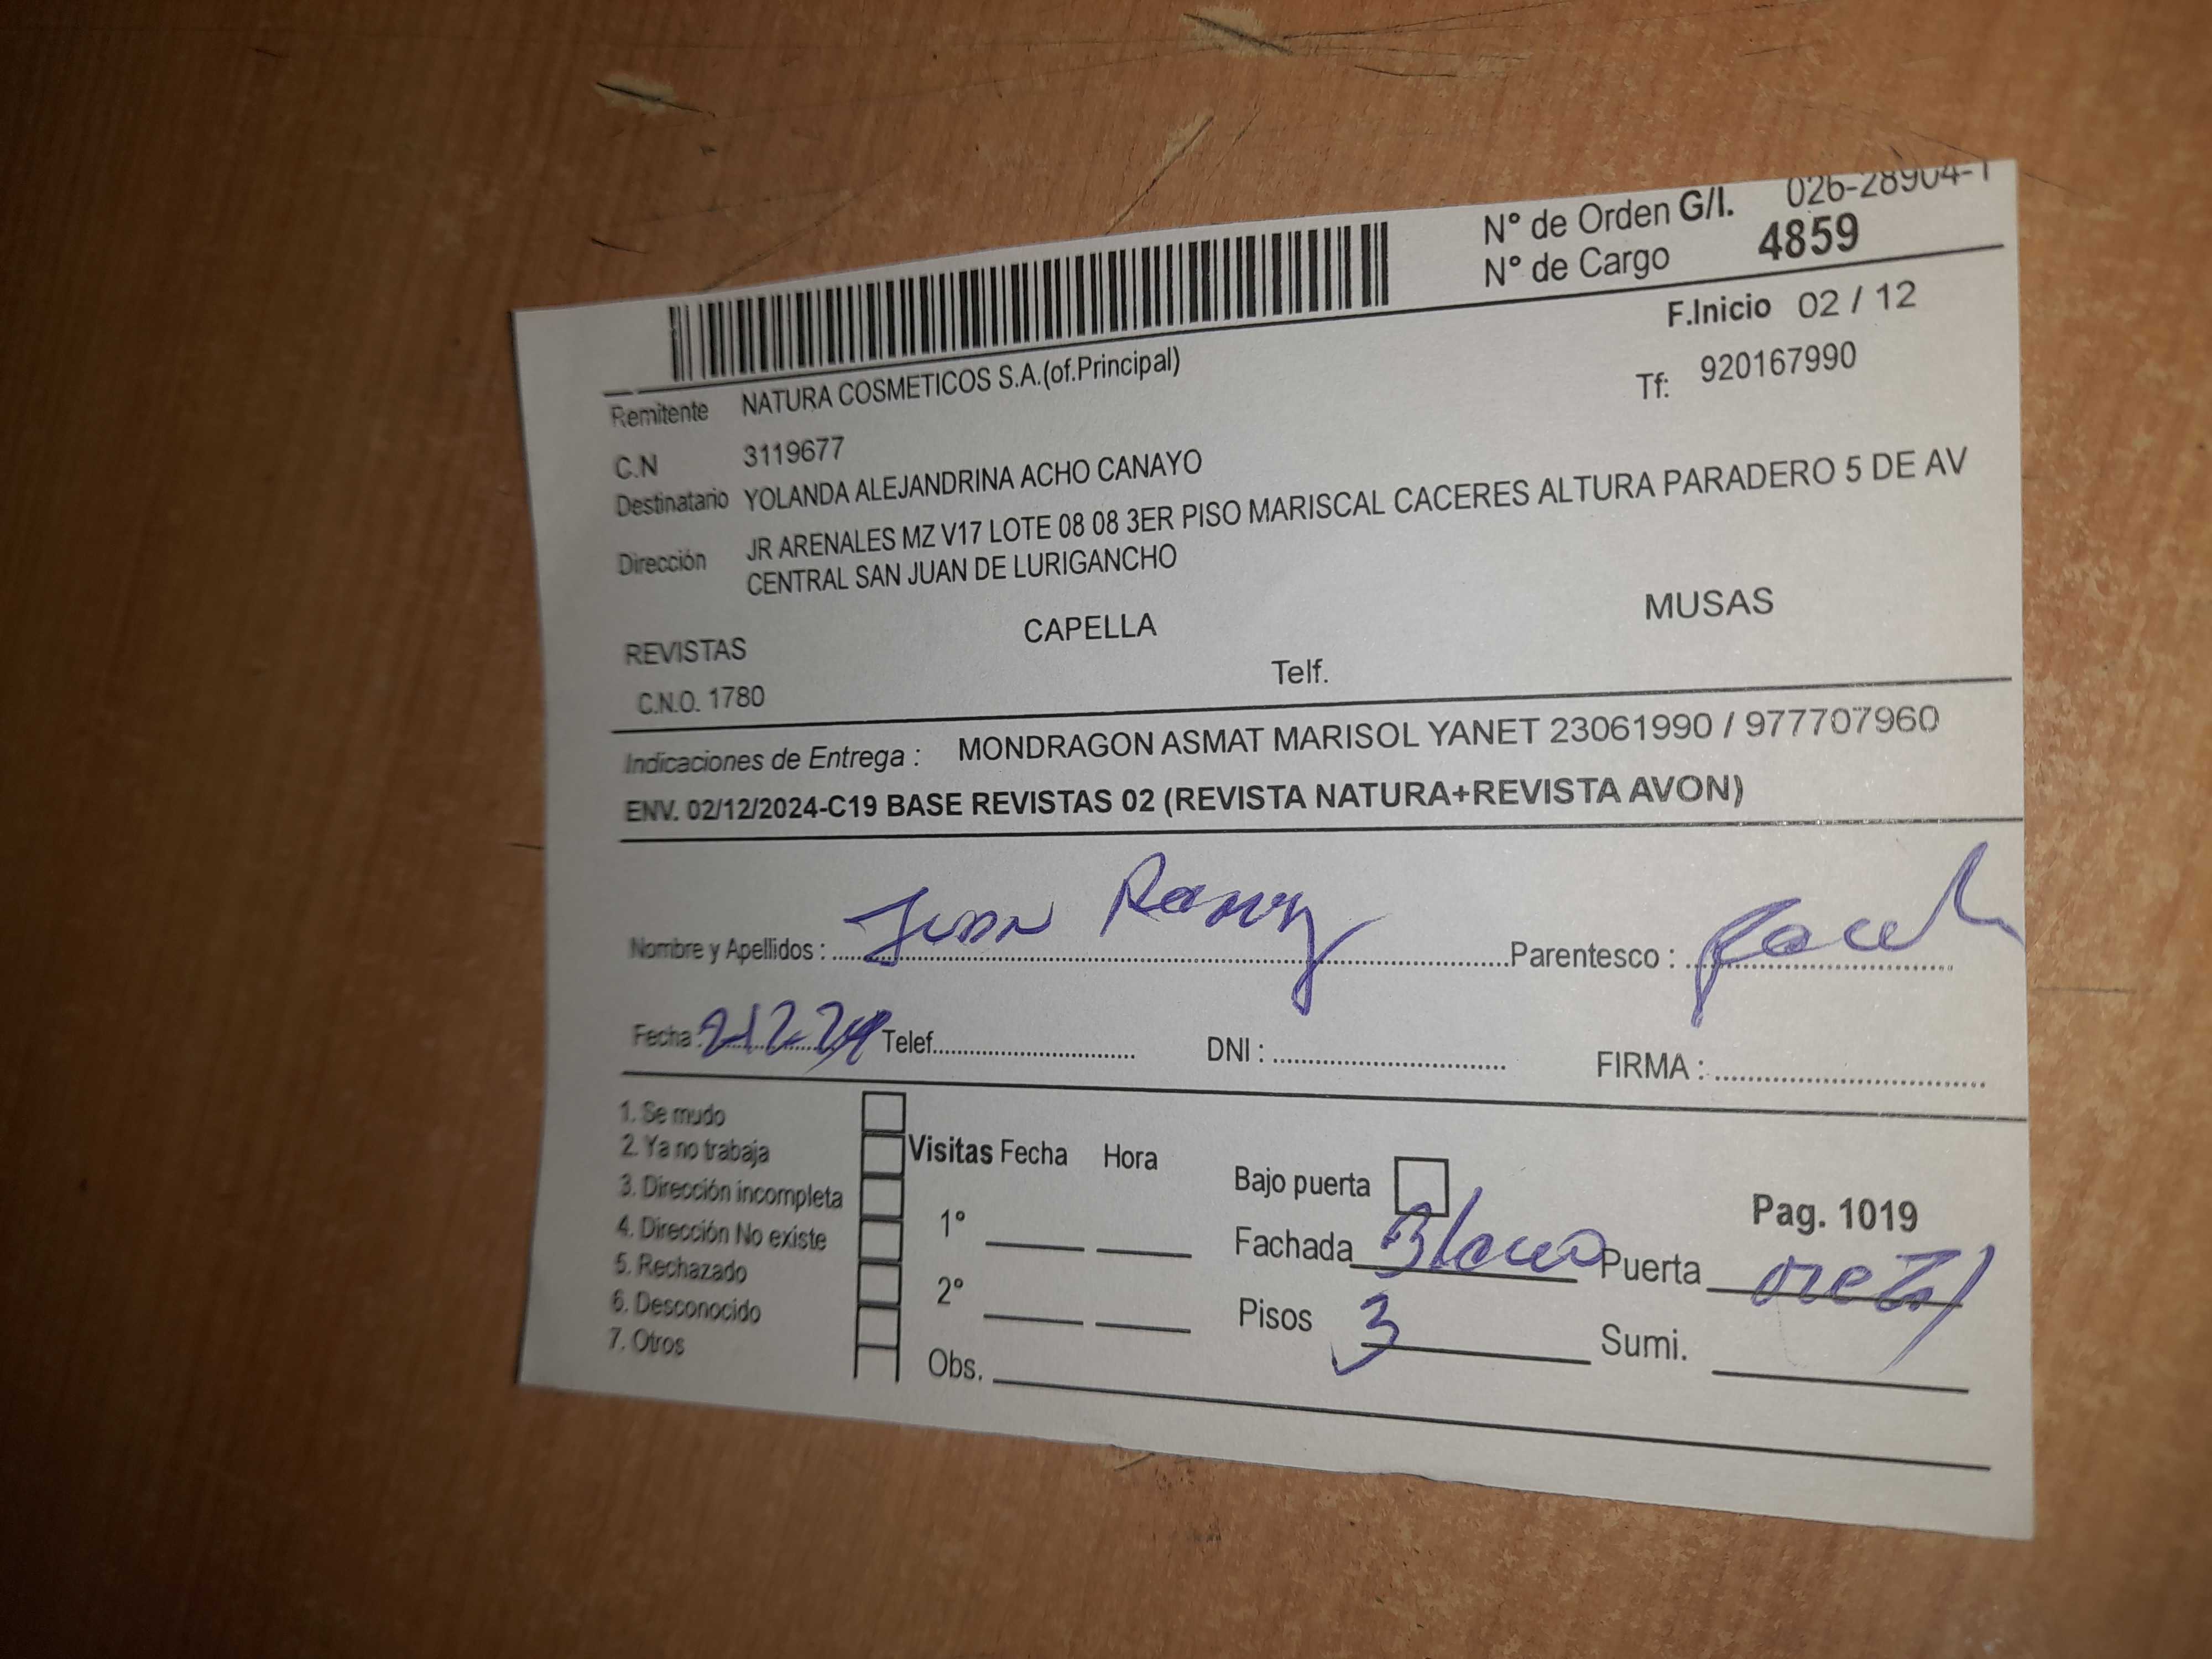 N° de Orden G/I. 026-28904-1
N° de Cargo 4859
F.Inicio 02 / 12
Remitente NATURA COSMETICOS S.A.(of.Principal)
Tf: 920167990
C.N 3119677
Destinatario YOLANDA ALEJANDRINA ACHO CANAYO
Dirección JR ARENALES MZ V17 LOTE 08 08 3ER PISO MARISCAL CACERES ALTURA PARADERO 5 DE AV
CENTRAL SAN JUAN DE LURIGANCHO
REVISTAS CAPELLA MUSAS
C.N.O. 1780 Telf.
Indicaciones de Entrega : MONDRAGON ASMAT MARISOL YANET 23061990 / 977707960
ENV. 02/12/2024-C19 BASE REVISTAS 02 (REVISTA NATURA+REVISTA AVON)
Nombre y Apellidos : Juan Parentesco :
Fecha : 2-12-24 Telef. DNI : FIRMA :
1. Se mudo
2. Ya no trabaja
3. Dirección incompleta
4. Dirección No existe
5. Rechazado
6. Desconocido
7. Otros
Visitas Fecha Hora
1°
2°
Obs.
Bajo puerta
Pag. 1019
Fachada Blanco Puerta metal
Pisos 3 Sumi.